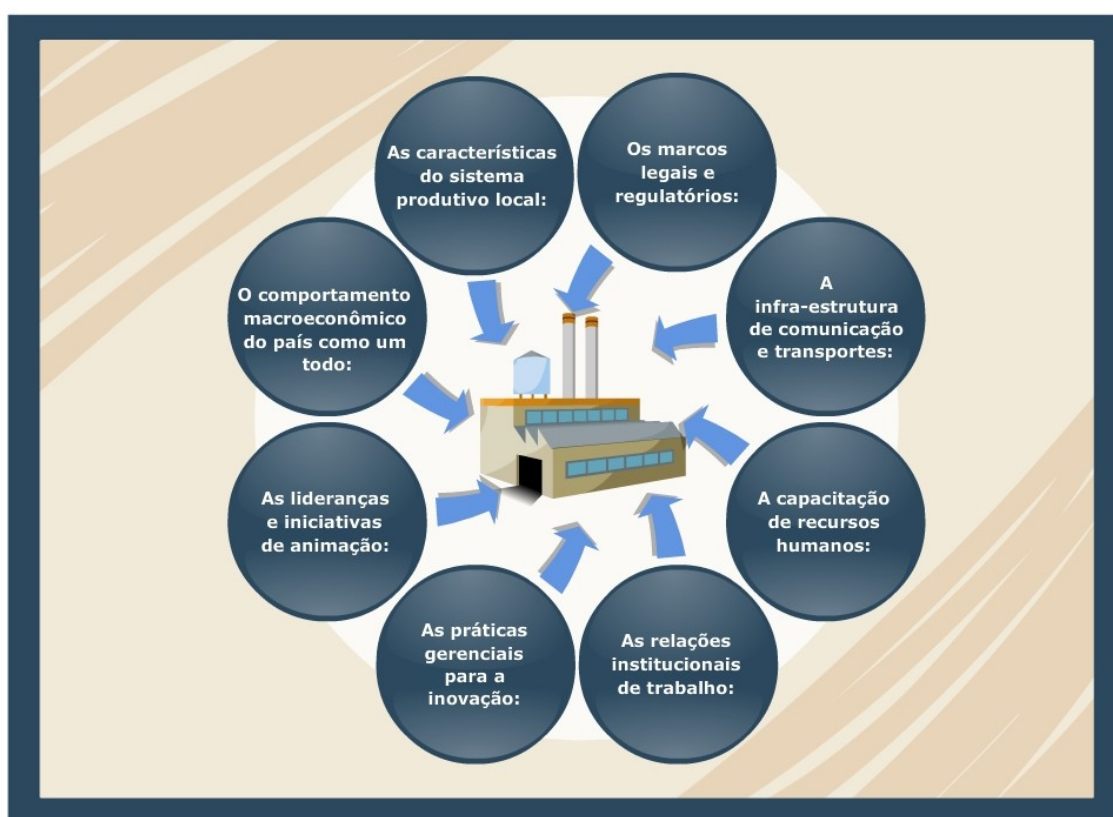 As características
do sistema
produtivo local:
Os marcos
legais e
regulatórios:
A
infra-estrutura
de comunicação
e transportes:
A capacitação
de recursos
humanos:
As relações
institucionais
de trabalho:
As práticas
gerenciais
para a
inovação:
As lideranças
e iniciativas
de animação:
O comportamento
macroeconômico
do país como um
todo: